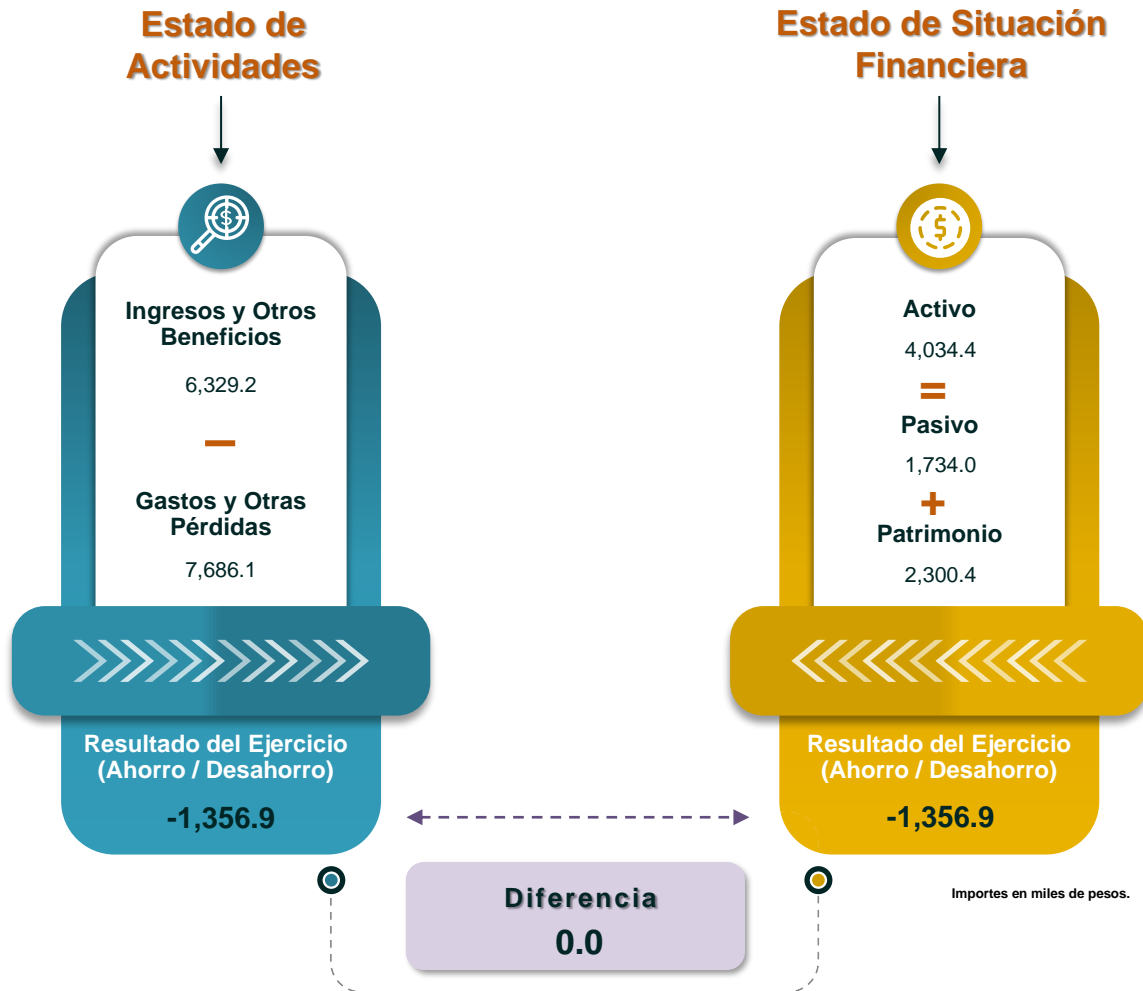 Estado de
Actividades
$
Ingresos y Otros
Beneficios
6,329.2
–
Gastos y Otras
Pérdidas
7,686.1
Resultado del Ejercicio
(Ahorro / Desahorro)
-1,356.9
Estado de Situación
Financiera
$
Activo
4,034.4
=
Pasivo
1,734.0
+
Patrimonio
2,300.4
Resultado del Ejercicio
(Ahorro / Desahorro)
-1,356.9
Diferencia
0.0
Importes en miles de pesos.